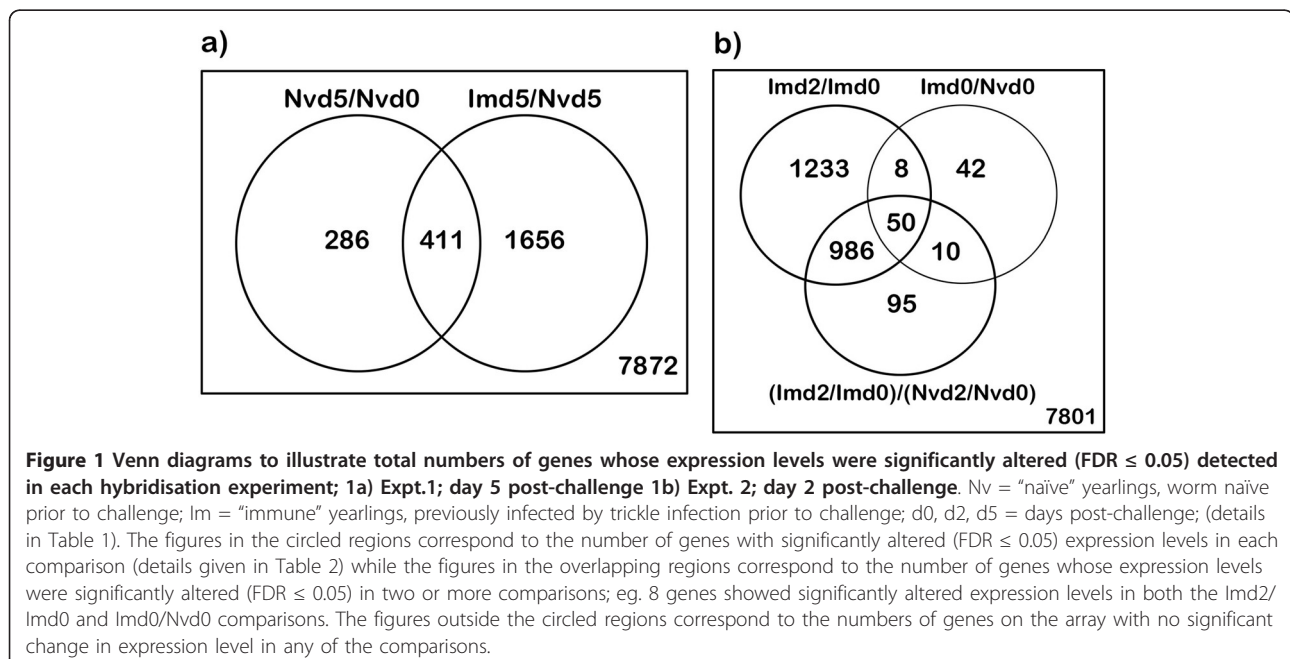 a)
Nvd5/Nvd0 Imd5/Nvd5
286 411 1656
7872
b)
Imd2/Imd0 Imd0/Nvd0
1233 8 42
50
986 10
95
(Imd2/Imd0)/(Nvd2/Nvd0)
7801
Figure 1 Venn diagrams to illustrate total numbers of genes whose expression levels were significantly altered (FDR ≤ 0.05) detected
in each hybridisation experiment; 1a) Expt.1; day 5 post-challenge 1b) Expt. 2; day 2 post-challenge. Nv = “naïve” yearlings, worm naïve
prior to challenge; Im = “immune” yearlings, previously infected by trickle infection prior to challenge; d0, d2, d5 = days post-challenge; (details
in Table 1). The figures in the circled regions correspond to the number of genes with significantly altered (FDR ≤ 0.05) expression levels in each
comparison (details given in Table 2) while the figures in the overlapping regions correspond to the number of genes whose expression levels
were significantly altered (FDR ≤ 0.05) in two or more comparisons; eg. 8 genes showed significantly altered expression levels in both the Imd2/
Imd0 and Imd0/Nvd0 comparisons. The figures outside the circled regions correspond to the numbers of genes on the array with no significant
change in expression level in any of the comparisons.